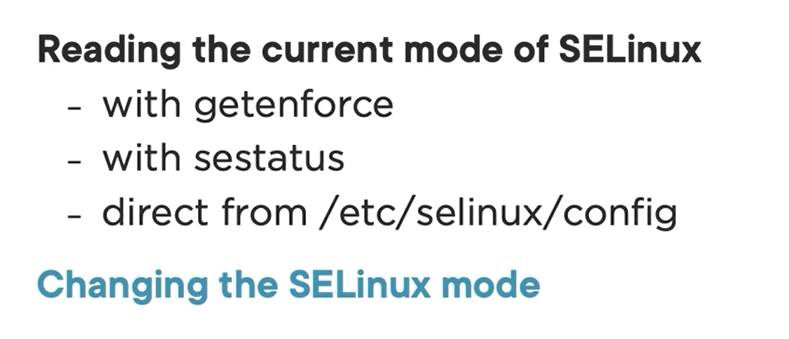 Reading the current mode of SELinux
- with getenforce
- with sestatus
- direct from /etc/selinux/config
Changing the SELinux mode